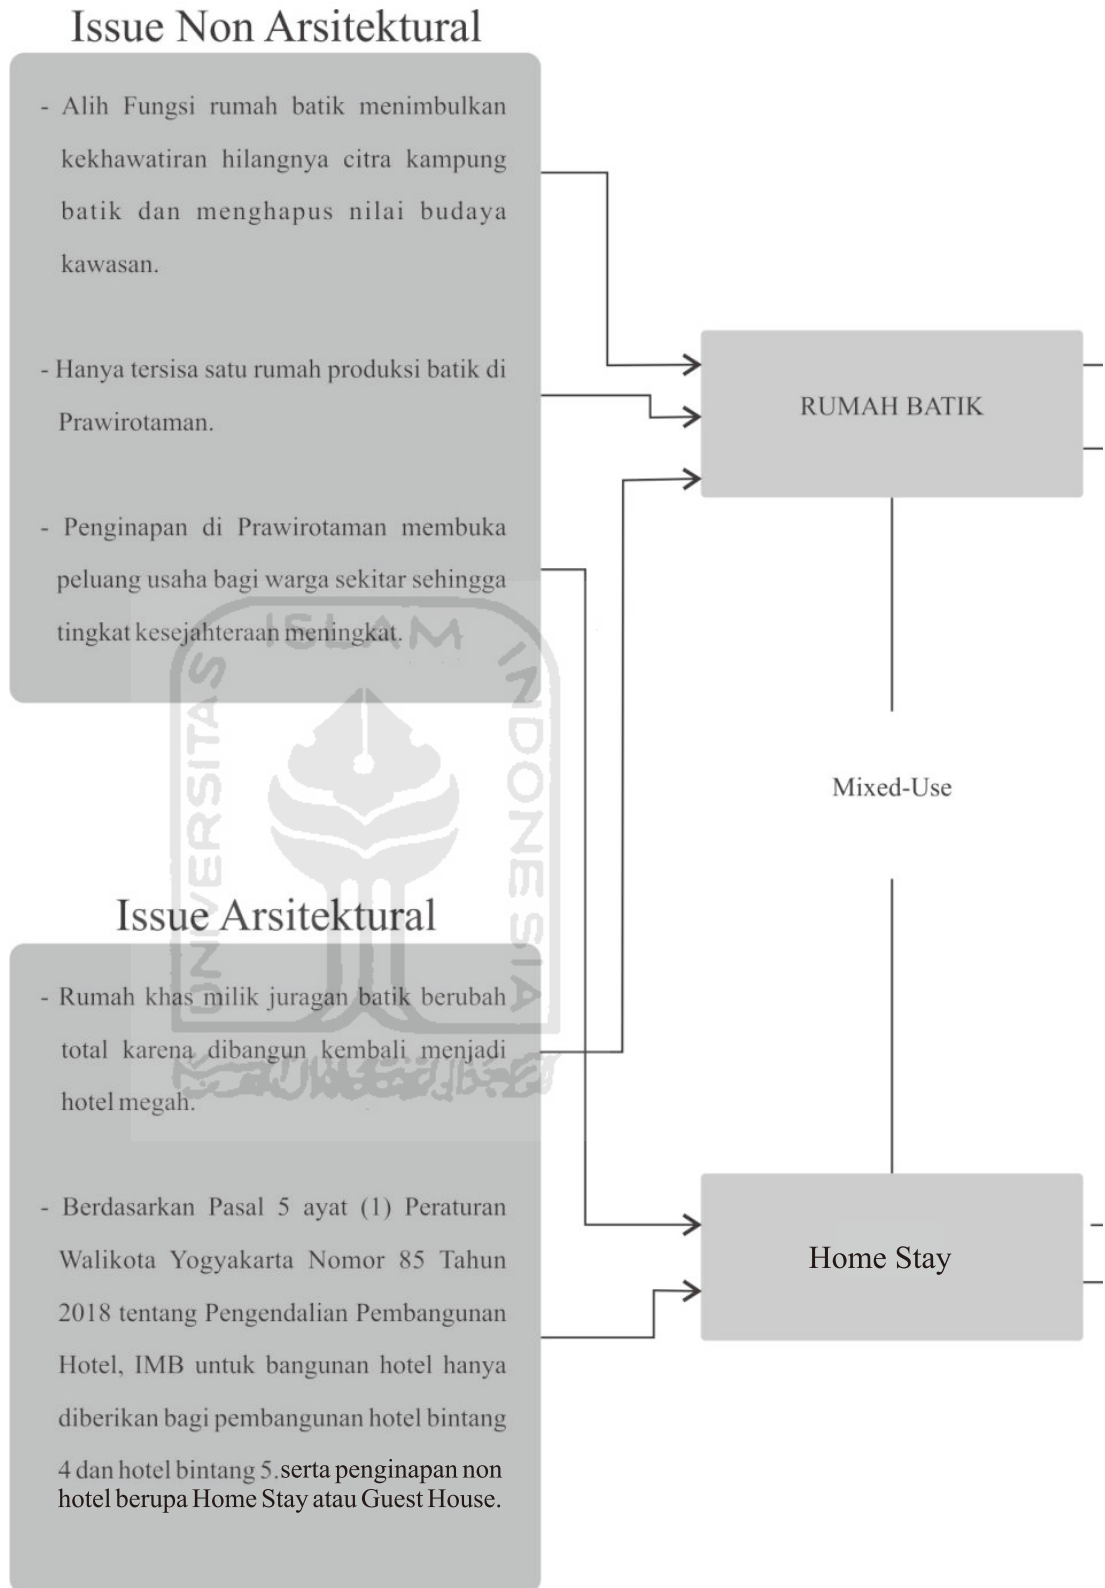 Issue Non Arsitektural
- Alih Fungsi rumah batik menimbulkan
kekhawatiran hilangnya citra kampung
batik dan menghapus nilai budaya
kawasan.
- Hanya tersisa satu rumah produksi batik di
Prawirotaman.
- Penginapan di Prawirotaman membuka
peluang usaha bagi warga sekitar sehingga
tingkat kesejahteraan meningkat.
RUMAH BATIK
Mixed-Use
UNIVERSITAS
ISLAM
INDONESIA
Issue Arsitektural
- Rumah khas milik juragan batik berubah
total karena dibangun kembali menjadi
hotel megah.
- Berdasarkan Pasal 5 ayat (1) Peraturan
Walikota Yogyakarta Nomor 85 Tahun
2018 tentang Pengendalian Pembangunan
Hotel, IMB untuk bangunan hotel hanya
diberikan bagi pembangunan hotel bintang
4 dan hotel bintang 5.serta penginapan non
hotel berupa Home Stay atau Guest House.
Home Stay